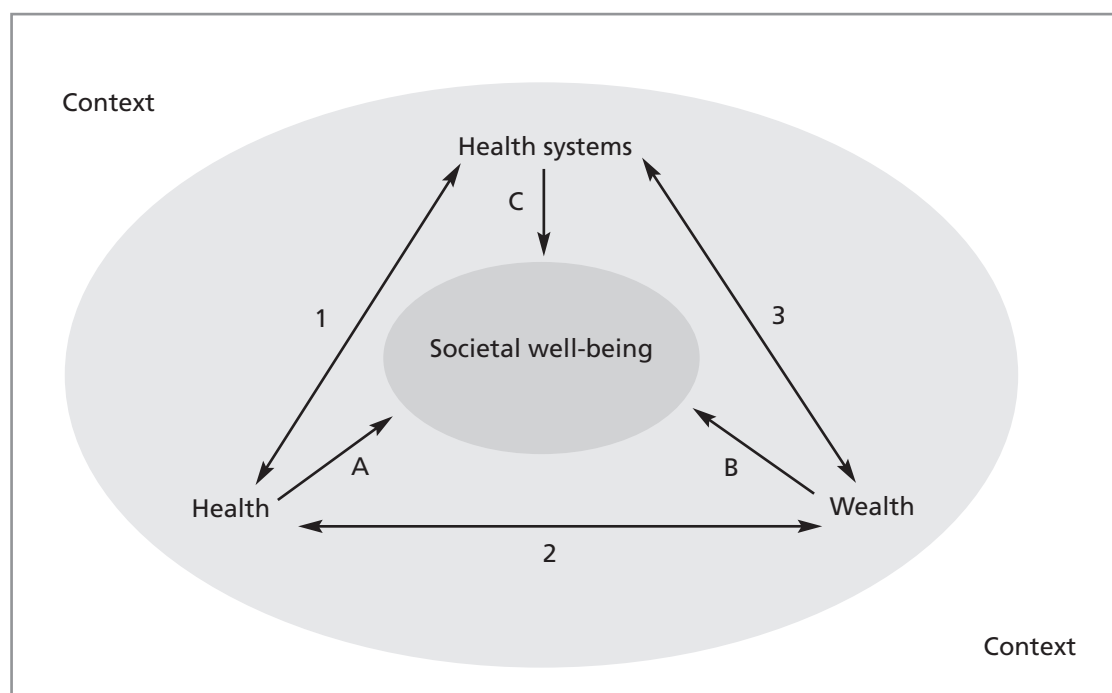 Context
Health systems
C
1
3
Societal well-being
A
B
Health
Wealth
2
Context